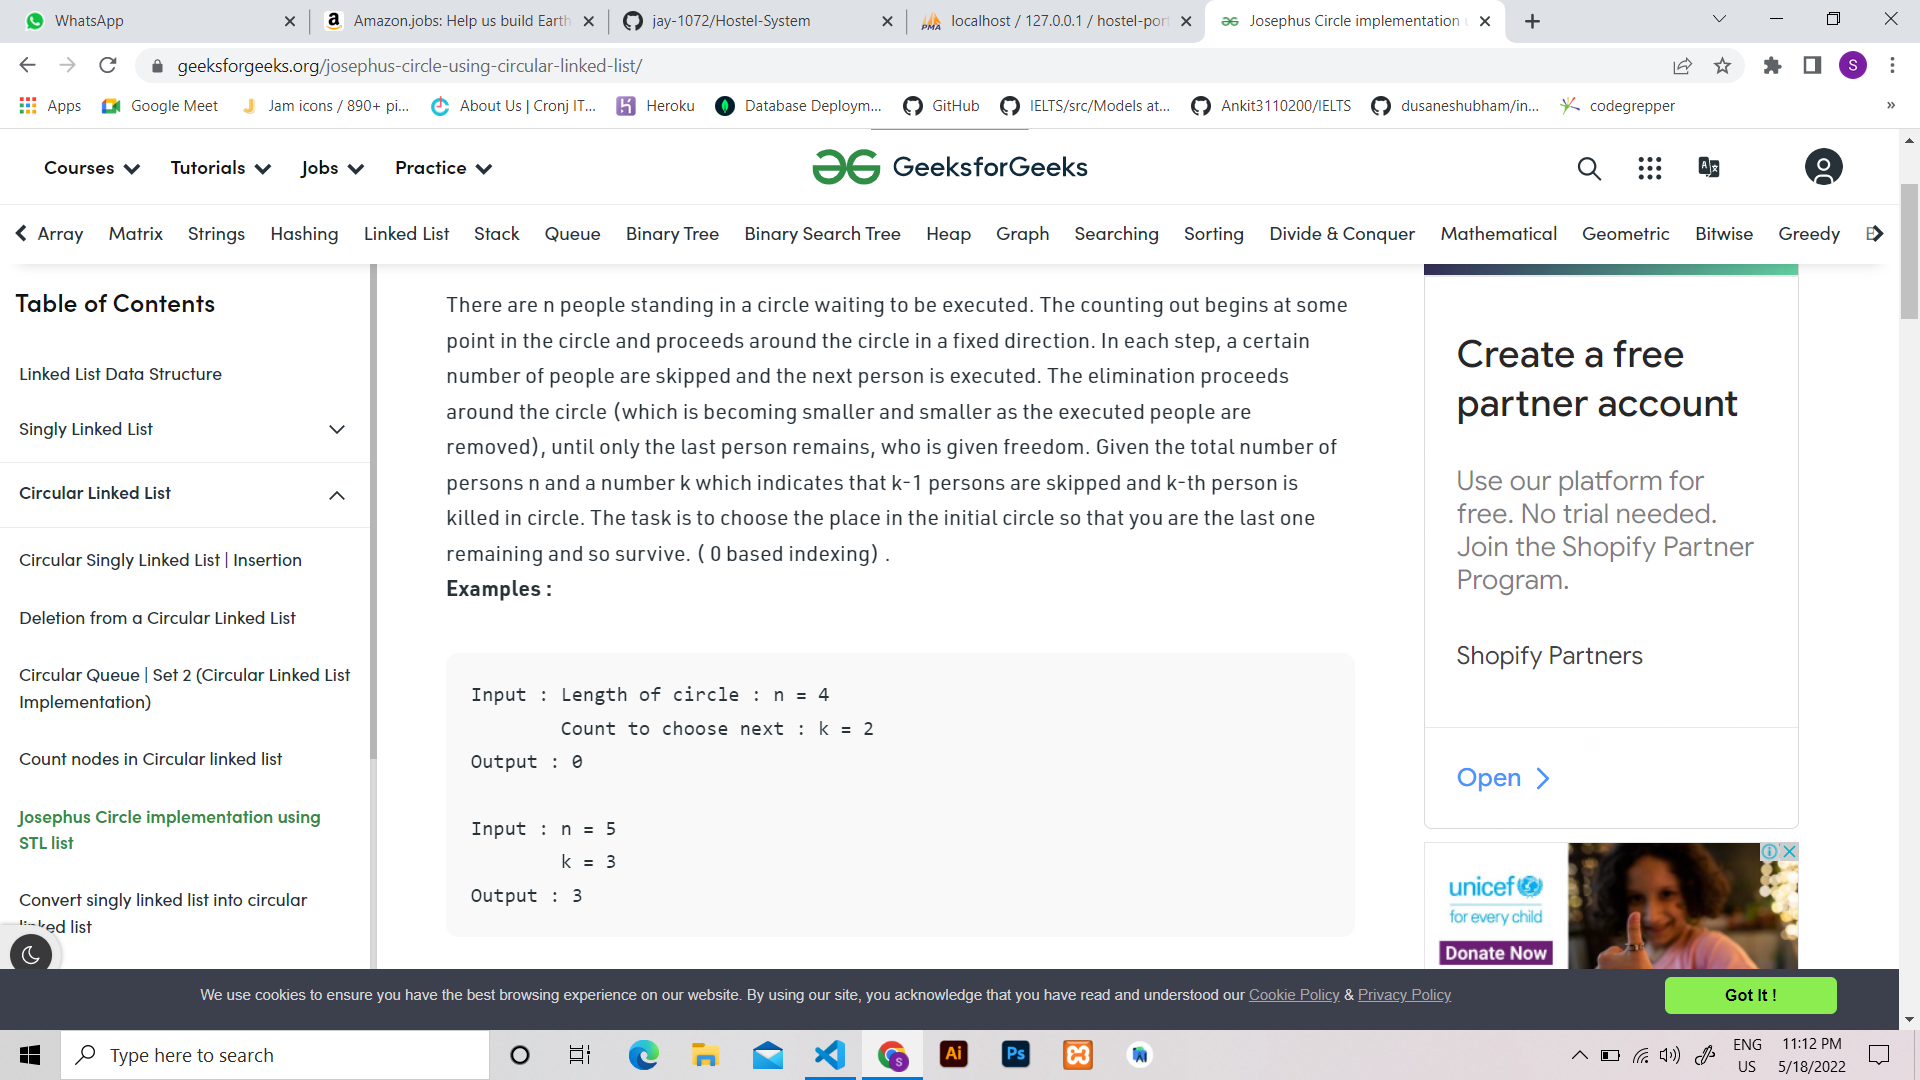 WhatsApp
Amazon.jobs: Help us build Earth
jay-1072/Hostel-System
localhost / 127.0.0.1 / hostel-por
Josephus Circle implementation
geeksforgeeks.org/josephus-circle-using-circular-linked-list/
S
Apps
Google Meet
Jam icons / 890+ pi...
About Us | Cronj IT...
Heroku
Database Deploym...
GitHub
IELTS/src/Models at...
Ankit3110200/IELTS
dusaneshubham/in...
codegrepper
»
Courses
Tutorials
Jobs
Practice
GeeksforGeeks
Array
Matrix
Strings
Hashing
Linked List
Stack
Queue
Binary Tree
Binary Search Tree
Heap
Graph
Searching
Sorting
Divide & Conquer
Mathematical
Geometric
Bitwise
Greedy
Table of Contents
Linked List Data Structure
Singly Linked List
Circular Linked List
Circular Singly Linked List | Insertion
Deletion from a Circular Linked List
Circular Queue | Set 2 (Circular Linked List
Implementation)
Count nodes in Circular linked list
Josephus Circle implementation using
STL list
Convert singly linked list into circular
linked list
There are n people standing in a circle waiting to be executed. The counting out begins at some
point in the circle and proceeds around the circle in a fixed direction. In each step, a certain
number of people are skipped and the next person is executed. The elimination proceeds
around the circle (which is becoming smaller and smaller as the executed people are
removed), until only the last person remains, who is given freedom. Given the total number of
persons n and a number k which indicates that k-1 persons are skipped and k-th person is
killed in circle. The task is to choose the place in the initial circle so that you are the last one
remaining and so survive. ( 0 based indexing) .
Examples :
Input : Length of circle : n = 4
Count to choose next : k = 2
Output : 0
Input : n = 5
k = 3
Output : 3
Create a free
partner account
Use our platform for
free. No trial needed.
Join the Shopify Partner
Program.
Shopify Partners
Open
unicef
for every child
Donate Now
We use cookies to ensure you have the best browsing experience on our website. By using our site, you acknowledge that you have read and understood our Cookie Policy & Privacy Policy
Got It !
Type here to search
S
Ai
Ps
ENG
US
11:12 PM
5/18/2022